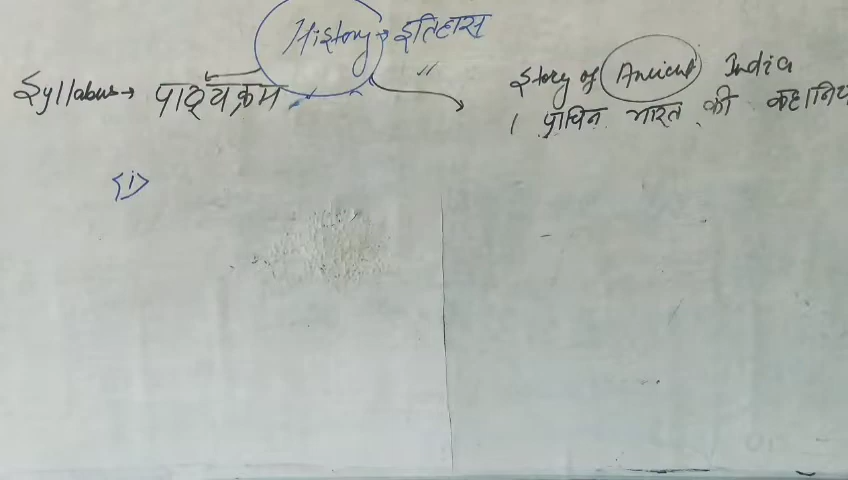 History → इतिहास
Syllabus → पाठ्यक्रम
Story of Ancient India
प्राचिन भारत की
<i>